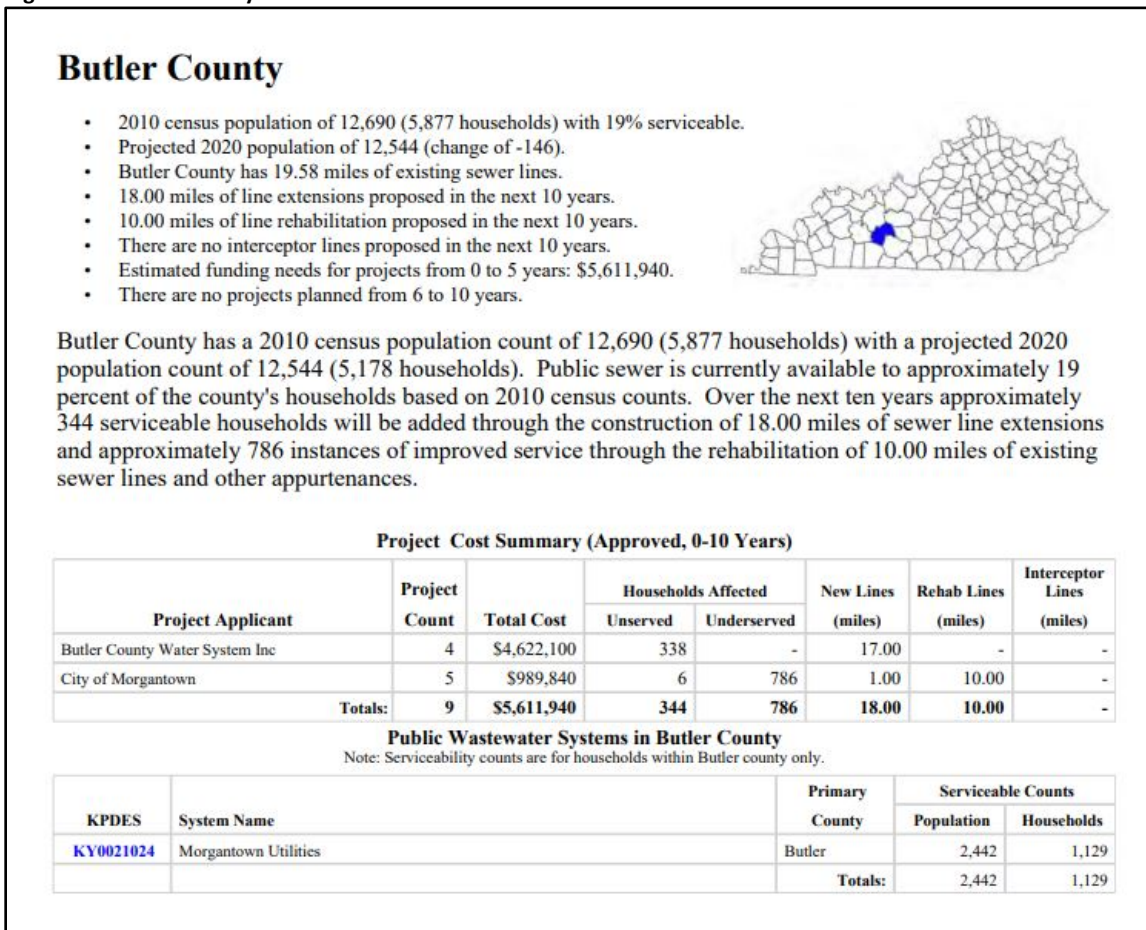 Butler County
• 2010 census population of 12,690 (5,877 households) with 19% serviceable.
• Projected 2020 population of 12,544 (change of -146).
• Butler County has 19.58 miles of existing sewer lines.
• 18.00 miles of line extensions proposed in the next 10 years.
• 10.00 miles of line rehabilitation proposed in the next 10 years.
• There are no interceptor lines proposed in the next 10 years.
• Estimated funding needs for projects from 0 to 5 years: $5,611,940.
• There are no projects planned from 6 to 10 years.
Butler County has a 2010 census population count of 12,690 (5,877 households) with a projected 2020
population count of 12,544 (5,178 households). Public sewer is currently available to approximately 19
percent of the county's households based on 2010 census counts. Over the next ten years approximately
344 serviceable households will be added through the construction of 18.00 miles of sewer line extensions
and approximately 786 instances of improved service through the rehabilitation of 10.00 miles of existing
sewer lines and other appurtenances.
Project Cost Summary (Approved, 0-10 Years)
Project Households Affected New Lines Rehab Lines Interceptor Lines
Project Applicant Count Total Cost Unserved Underserved (miles) (miles) (miles)
Butler County Water System Inc 4 $4,622,100 338 - 17.00 - -
City of Morgantown 5 $989,840 6 786 1.00 10.00 -
Totals: 9 $5,611,940 344 786 18.00 10.00 -
Public Wastewater Systems in Butler County
Note: Serviceability counts are for households within Butler county only.
Primary Serviceable Counts
KPDES System Name County Population Households
KY0021024 Morgantown Utilities Butler 2,442 1,129
Totals: 2,442 1,129